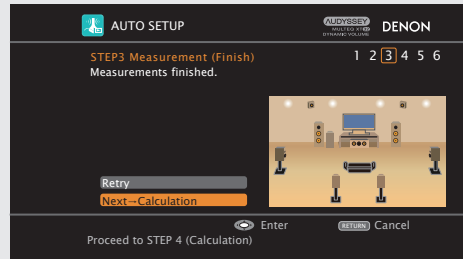 AUTO SETUP
AUDYSSEY
MULTEQ XT32
DYNAMIC VOLUME
DENON
STEP3 Measurement (Finish)
1 2 3 4 5 6
Measurements finished.
Retry
Next→Calculation
Enter
RETURN Cancel
Proceed to STEP 4 (Calculation)